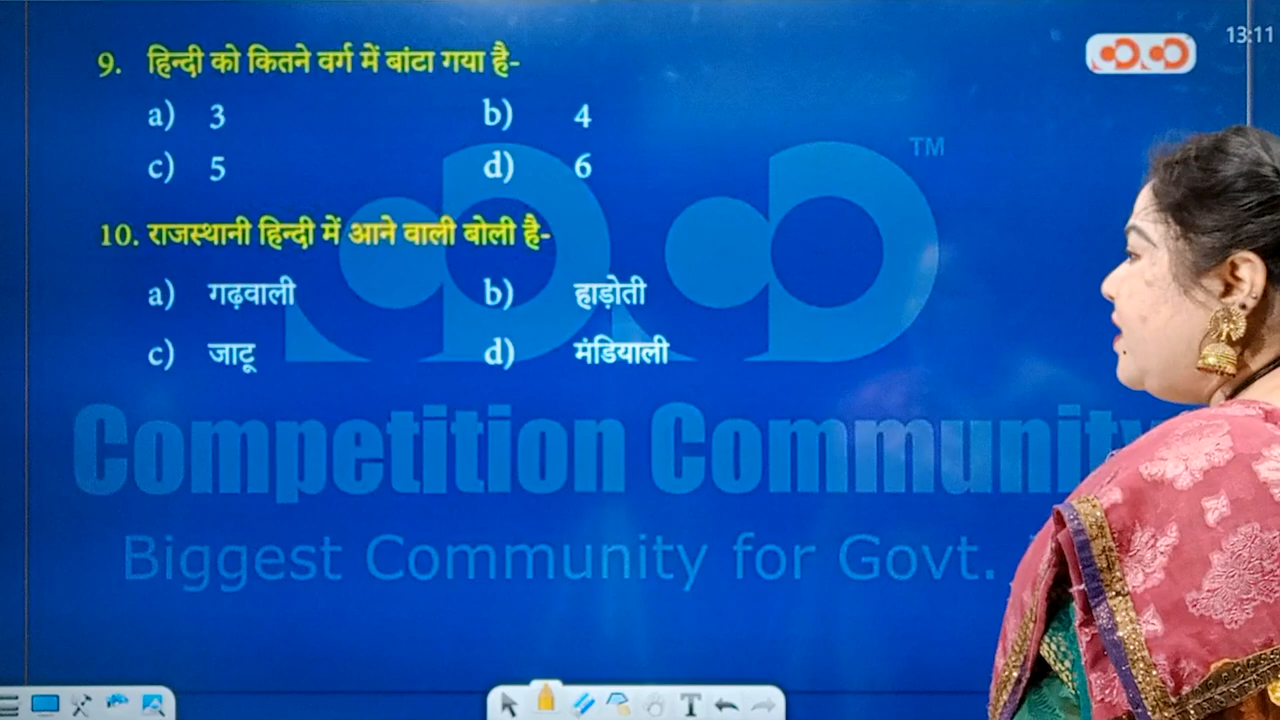 13:11
9. हिन्दी को कितने वर्ग में बांटा गया है-
a) 3 b) 4
c) 5 d) 6
TM
10. राजस्थानी हिन्दी में आने वाली बोली है-
a) गढ़वाली b) हाड़ोती
c) जाटू d) मंडियाली
Competition Community
Biggest Community for Govt.
T